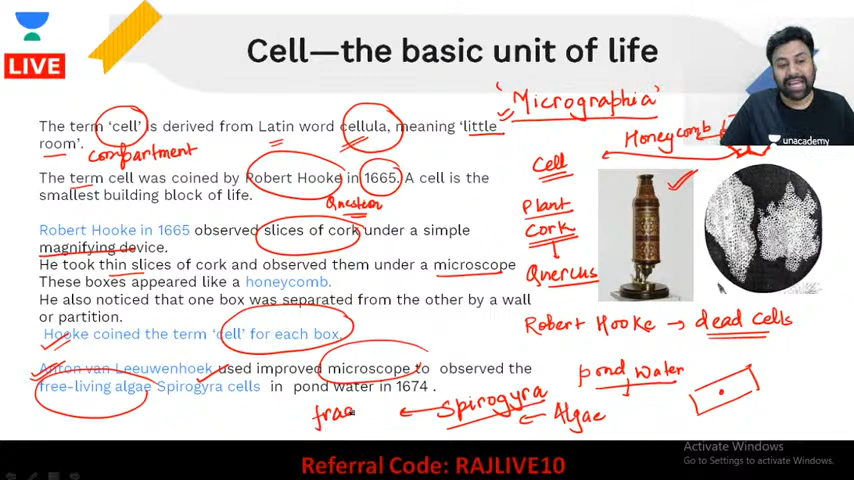 LIVE
Cell—the basic unit of life
unacademy
'Micrographia'
The term 'cell' is derived from Latin word cellula, meaning 'little
room'.
compartment
Honeycomb
The term cell was coined by Robert Hooke in 1665. A cell is the
smallest building block of life.
Question
Cell
Plant
Cork
Quercus
Robert Hooke in 1665 observed slices of cork under a simple
magnifying device.
He took thin slices of cork and observed them under a microscope
These boxes appeared like a honeycomb.
He also noticed that one box was separated from the other by a wall
or partition.
Hooke coined the term 'cell' for each box.
Robert Hooke → dead cells
Anton van Leeuwenhoek used improved microscope to observed the
free-living algae Spirogyra cells in pond water in 1674 .
pond water
free
Spirogyra
Algae
Activate Windows
Go to Settings to activate Windows.
Referral Code: RAJLIVE10